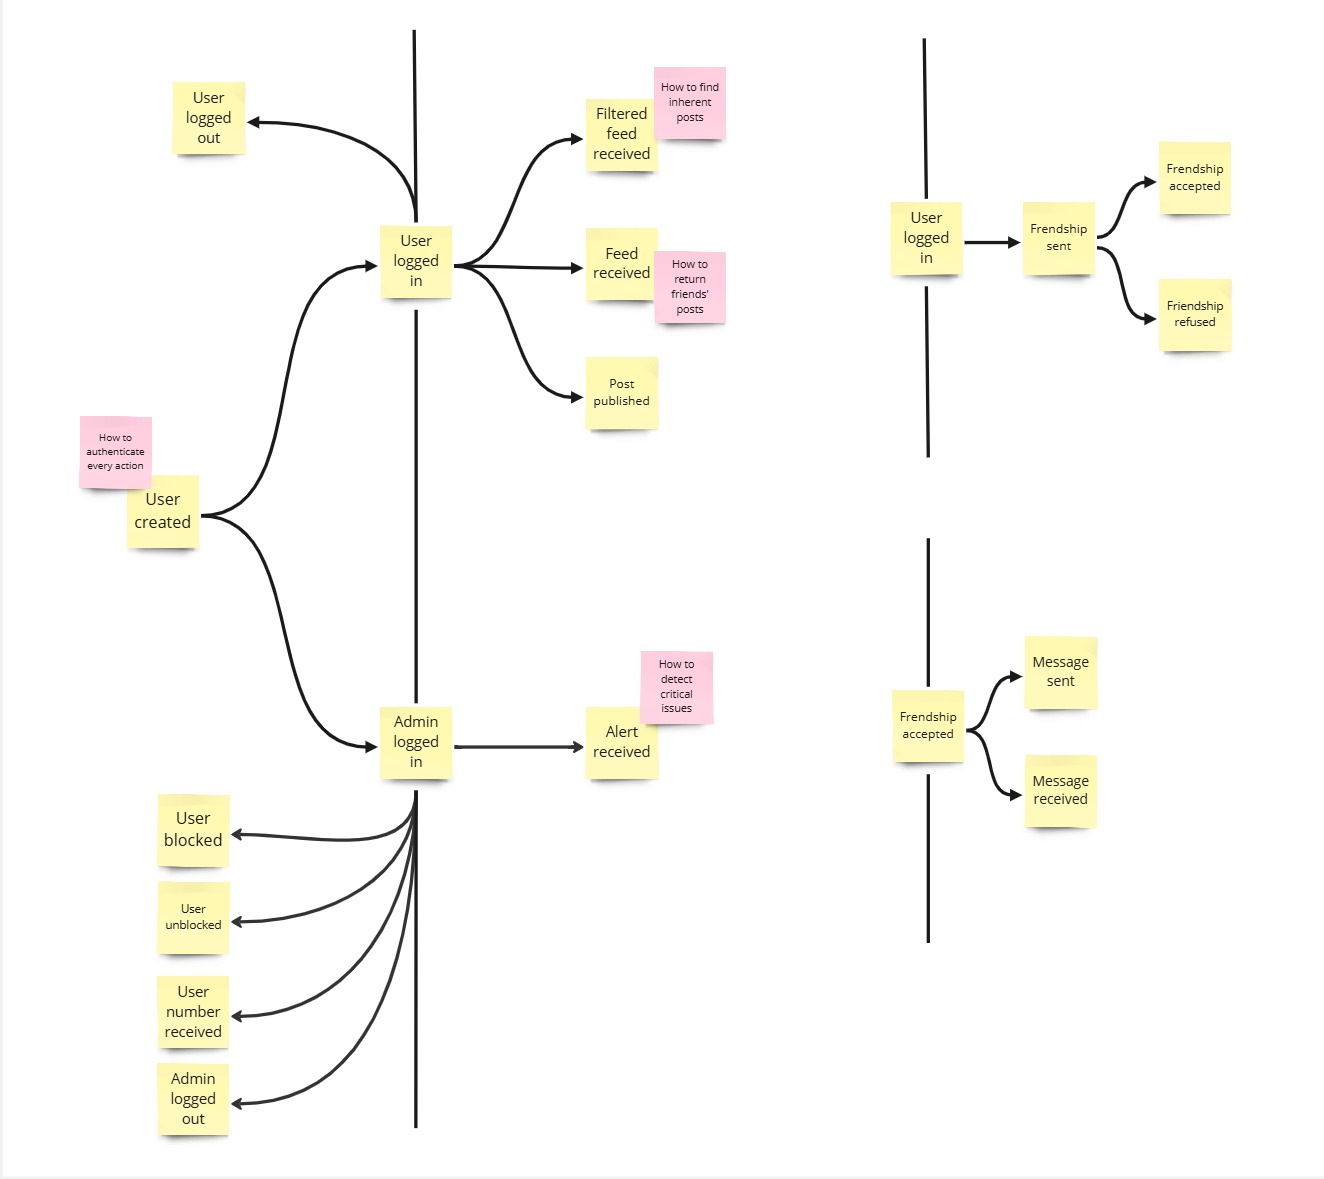 User
logged
out
User
logged
in
Filtered
feed
received
How to find
inherent
posts
Feed
received
How to
return
friends'
posts
Post
published
How to
authenticate
every action
User
created
Admin
logged
in
How to
detect
critical
issues
Alert
received
User
blocked
User
unblocked
User
number
received
Admin
logged
out
User
logged
in
Frendship
sent
Frendship
accepted
Friendship
refused
Frendship
accepted
Message
sent
Message
received